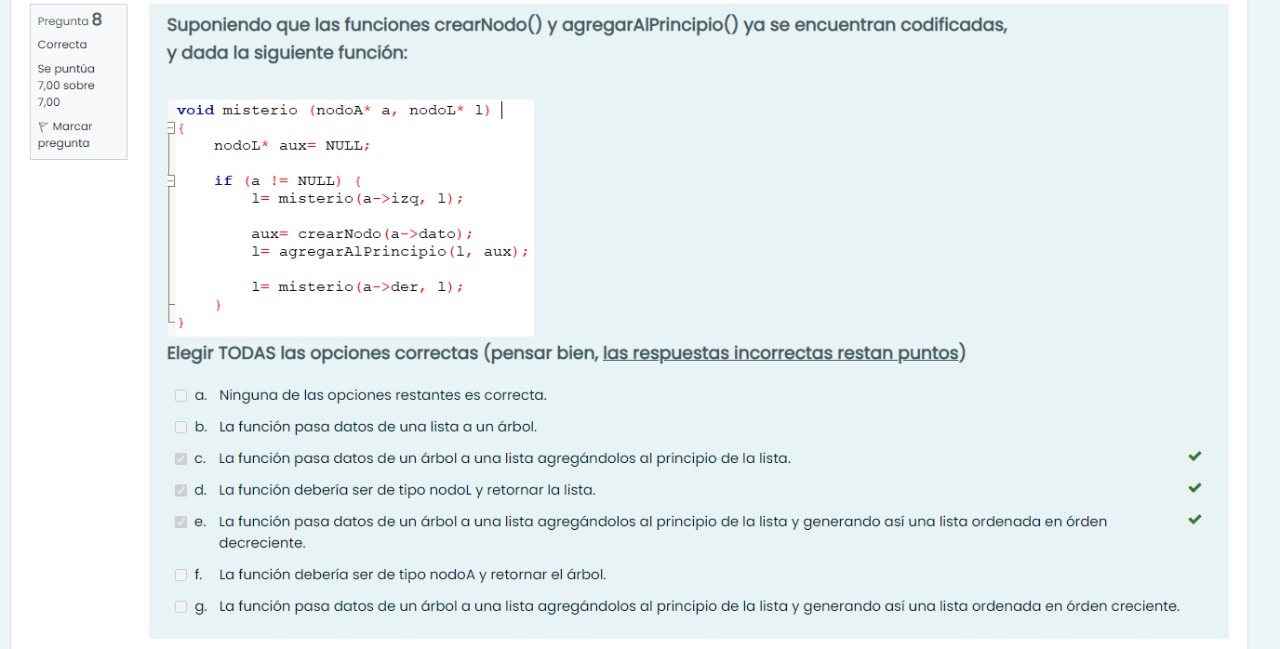 Pregunta 8
Correcta
Se puntúa
7,00 sobre
7,00
Marcar
pregunta
Suponiendo que las funciones crearNodo() y agregarAlPrincipio() ya se encuentran codificadas,
y dada la siguiente función:
void misterio (nodoA* a, nodoL* l)
{
nodoL* aux= NULL;
if (a != NULL) {
l= misterio(a->izq, l);
aux= crearNodo(a->dato);
l= agregarAlPrincipio(l, aux);
l= misterio(a->der, l);
}
}
Elegir TODAS las opciones correctas (pensar bien, las respuestas incorrectas restan puntos)
a. Ninguna de las opciones restantes es correcta.
b. La función pasa datos de una lista a un árbol.
c. La función pasa datos de un árbol a una lista agregándolos al principio de la lista.
d. La función debería ser de tipo nodoL y retornar la lista.
e. La función pasa datos de un árbol a una lista agregándolos al principio de la lista y generando así una lista ordenada en órden
decreciente.
f. La función debería ser de tipo nodoA y retornar el árbol.
g. La función pasa datos de un árbol a una lista agregándolos al principio de la lista y generando así una lista ordenada en órden creciente.